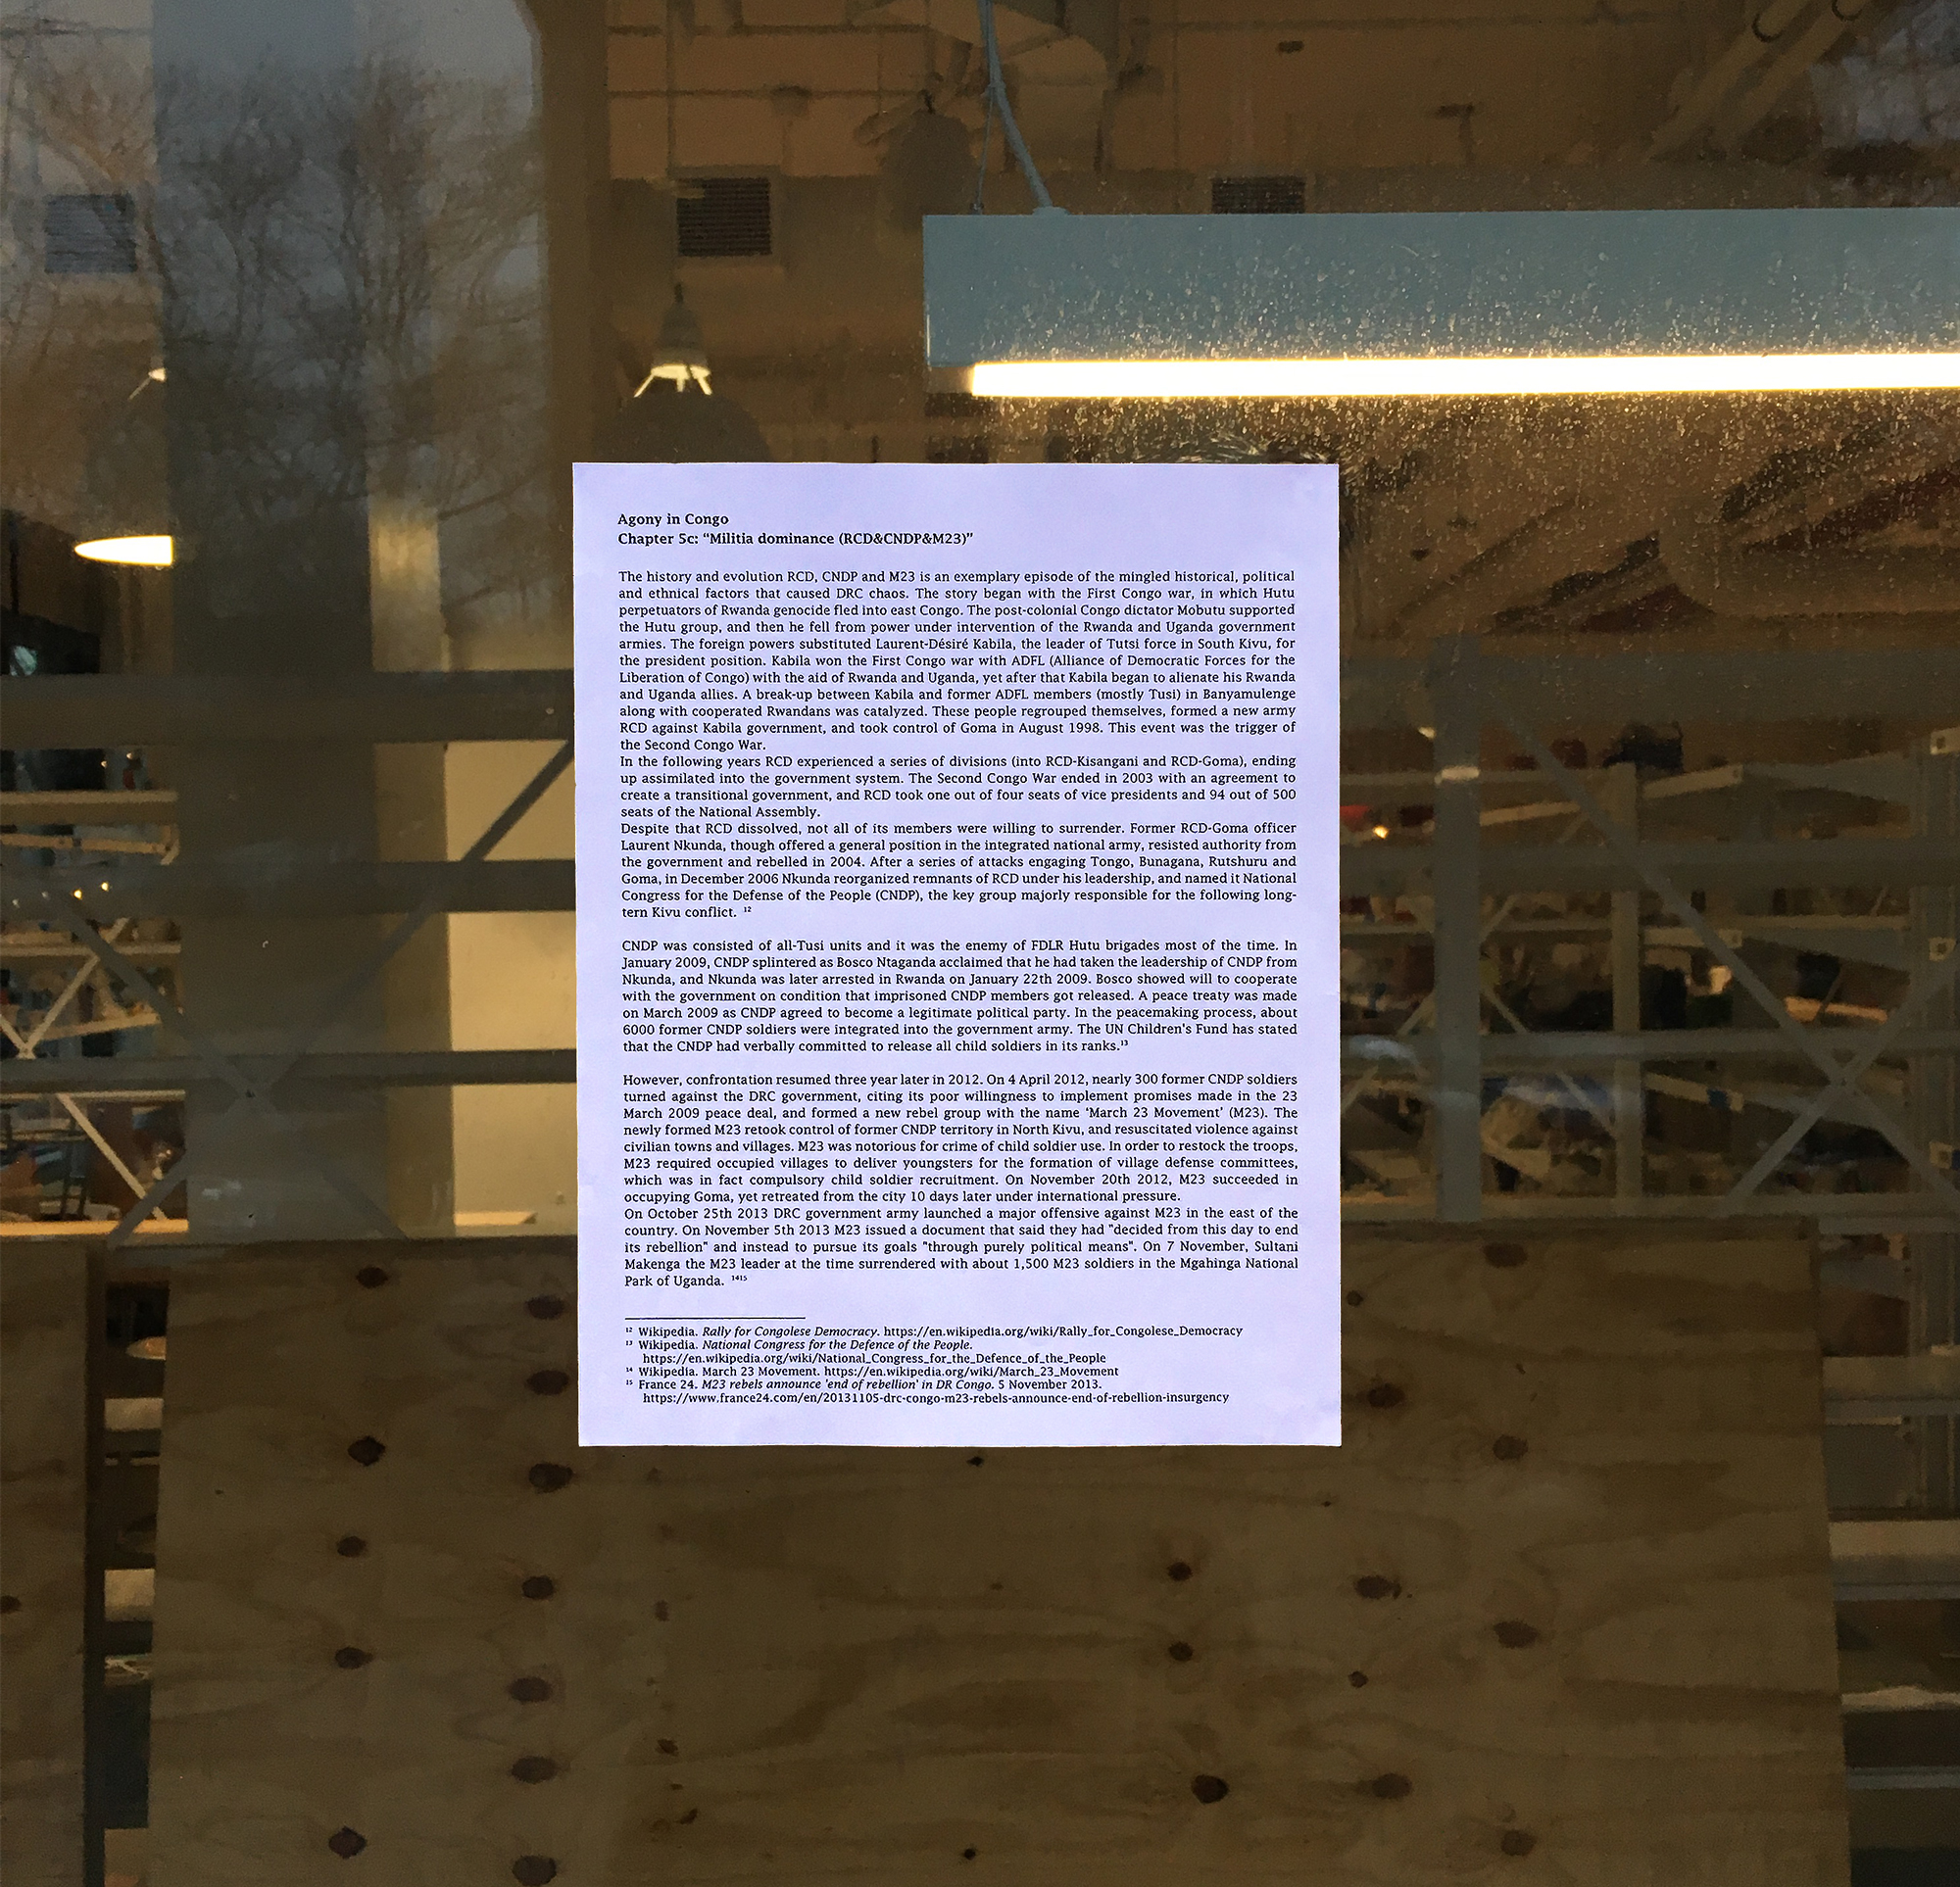 Agony in Congo
Chapter 5c: “Militia dominance (RCD&CNDP&M23)”
The history and evolution RCD, CNDP and M23 is an exemplary episode of the mingled historical, political
and ethnical factors that caused DRC chaos. The story began with the First Congo war, in which Hutu
perpetuators of Rwanda genocide fled into east Congo. The post-colonial Congo dictator Mobutu supported
the Hutu group, and then he fell from power under intervention of the Rwanda and Uganda government
armies. The foreign powers substituted Laurent-Désiré Kabila, the leader of Tutsi force in South Kivu, for
the president position. Kabila won the First Congo war with ADFL (Alliance of Democratic Forces for the
Liberation of Congo) with the aid of Rwanda and Uganda, yet after that Kabila began to alienate his Rwanda
and Uganda allies. A break-up between Kabila and former ADFL members (mostly Tusi) in Banyamulenge
along with cooperated Rwandans was catalyzed. These people regrouped themselves, formed a new army
RCD against Kabila government, and took control of Goma in August 1998. This event was the trigger of
the Second Congo War.
In the following years RCD experienced a series of divisions (into RCD-Kisangani and RCD-Goma), ending
up assimilated into the government system. The Second Congo War ended in 2003 with an agreement to
create a transitional government, and RCD took one out of four seats of vice presidents and 94 out of 500
seats of the National Assembly.
Despite that RCD dissolved, not all of its members were willing to surrender. Former RCD-Goma officer
Laurent Nkunda, though offered a general position in the integrated national army, resisted authority from
the government and rebelled in 2004. After a series of attacks engaging Tongo, Bunagana, Rutshuru and
Goma, in December 2006 Nkunda reorganized remnants of RCD under his leadership, and named it National
Congress for the Defense of the People (CNDP), the key group majorly responsible for the following long-
tern Kivu conflict. 12
CNDP was consisted of all-Tusi units and it was the enemy of FDLR Hutu brigades most of the time. In
January 2009, CNDP splintered as Bosco Ntaganda acclaimed that he had taken the leadership of CNDP from
Nkunda, and Nkunda was later arrested in Rwanda on January 22th 2009. Bosco showed will to cooperate
with the government on condition that imprisoned CNDP members got released. A peace treaty was made
on March 2009 as CNDP agreed to become a legitimate political party. In the peacemaking process, about
6000 former CNDP soldiers were integrated into the government army. The UN Children's Fund has stated
that the CNDP had verbally committed to release all child soldiers in its ranks.13
However, confrontation resumed three year later in 2012. On 4 April 2012, nearly 300 former CNDP soldiers
turned against the DRC government, citing its poor willingness to implement promises made in the 23
March 2009 peace deal, and formed a new rebel group with the name ‘March 23 Movement’ (M23). The
newly formed M23 retook control of former CNDP territory in North Kivu, and resuscitated violence against
civilian towns and villages. M23 was notorious for crime of child soldier use. In order to restock the troops,
M23 required occupied villages to deliver youngsters for the formation of village defense committees,
which was in fact compulsory child soldier recruitment. On November 20th 2012, M23 succeeded in
occupying Goma, yet retreated from the city 10 days later under international pressure.
On October 25th 2013 DRC government army launched a major offensive against M23 in the east of the
country. On November 5th 2013 M23 issued a document that said they had "decided from this day to end
its rebellion" and instead to pursue its goals "through purely political means". On 7 November, Sultani
Makenga the M23 leader at the time surrendered with about 1,500 M23 soldiers in the Mgahinga National
Park of Uganda. 1415
12 Wikipedia. Rally for Congolese Democracy. https://en.wikipedia.org/wiki/Rally_for_Congolese_Democracy
13 Wikipedia. National Congress for the Defence of the People.
https://en.wikipedia.org/wiki/National_Congress_for_the_Defence_of_the_People
14 Wikipedia. March 23 Movement. https://en.wikipedia.org/wiki/March_23_Movement
15 France 24. M23 rebels announce 'end of rebellion' in DR Congo. 5 November 2013.
https://www.france24.com/en/20131105-drc-congo-m23-rebels-announce-end-of-rebellion-insurgency